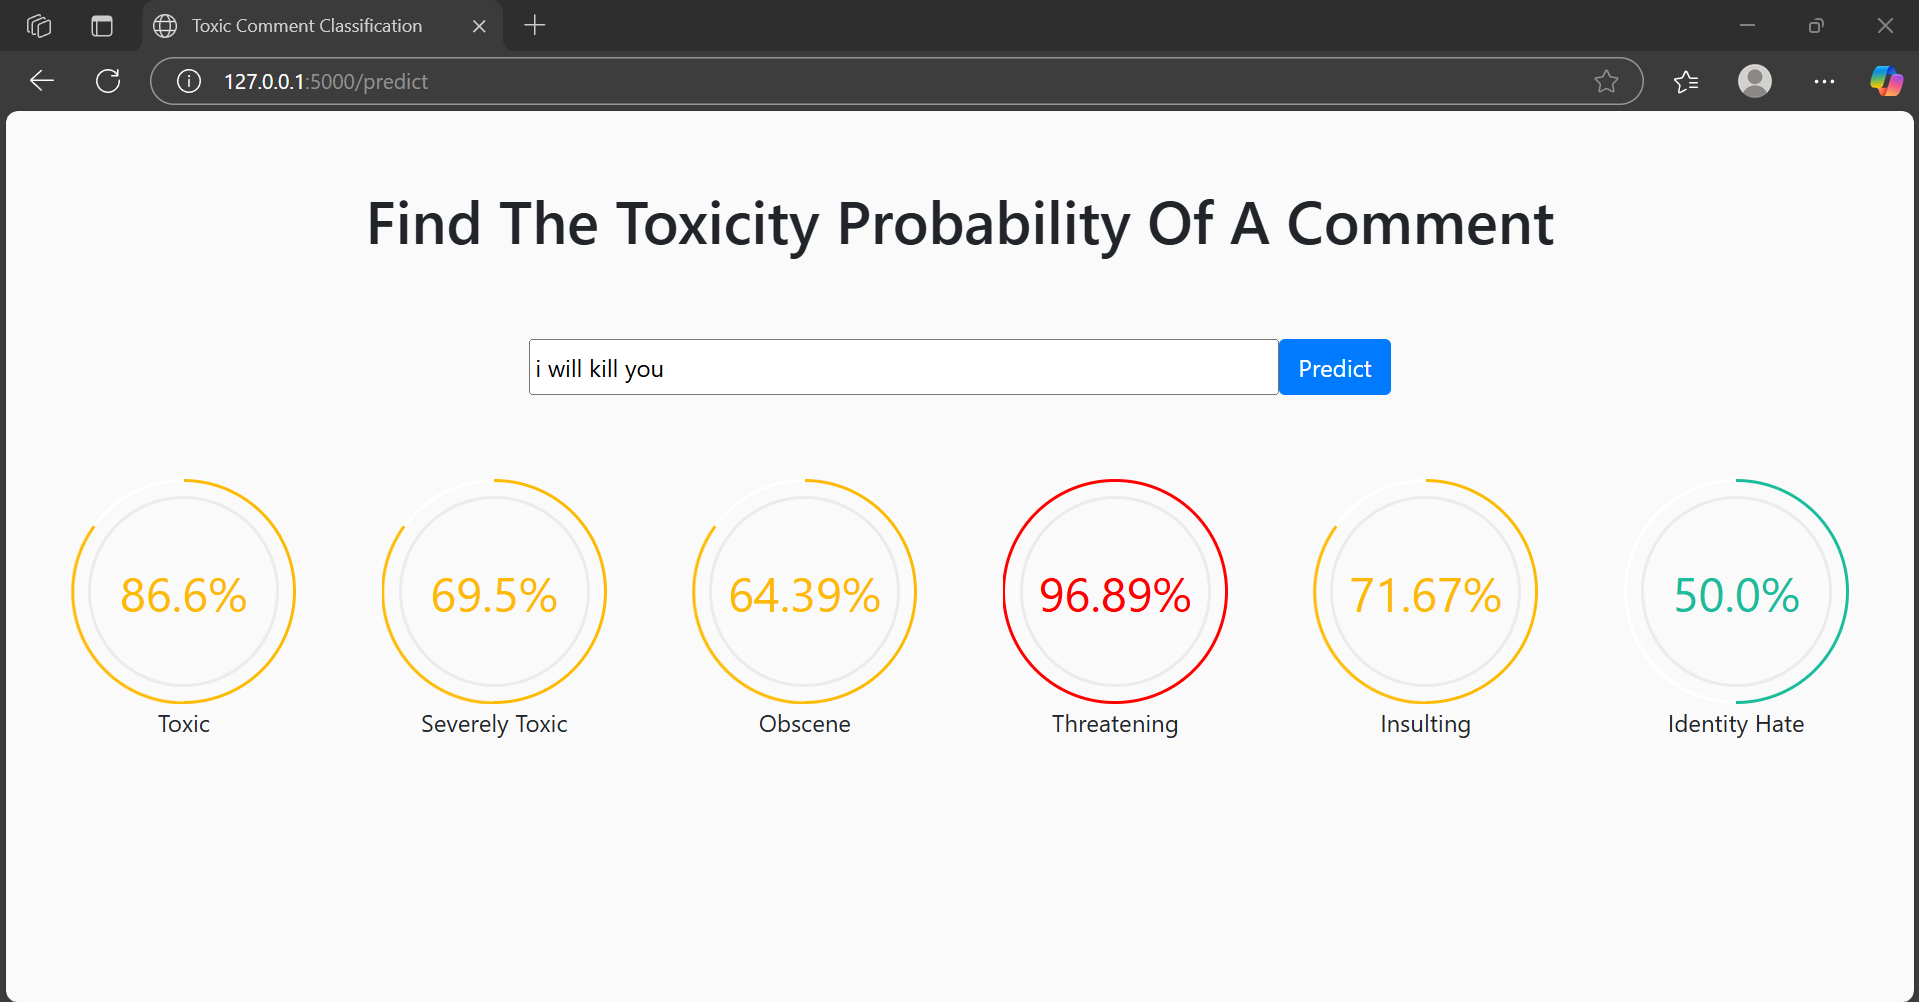 Toxic Comment Classification
127.0.0.1:5000/predict
Find The Toxicity Probability Of A Comment
i will kill you
Predict
86.6%
69.5%
64.39%
96.89%
71.67%
50.0%
Toxic
Severely Toxic
Obscene
Threatening
Insulting
Identity Hate